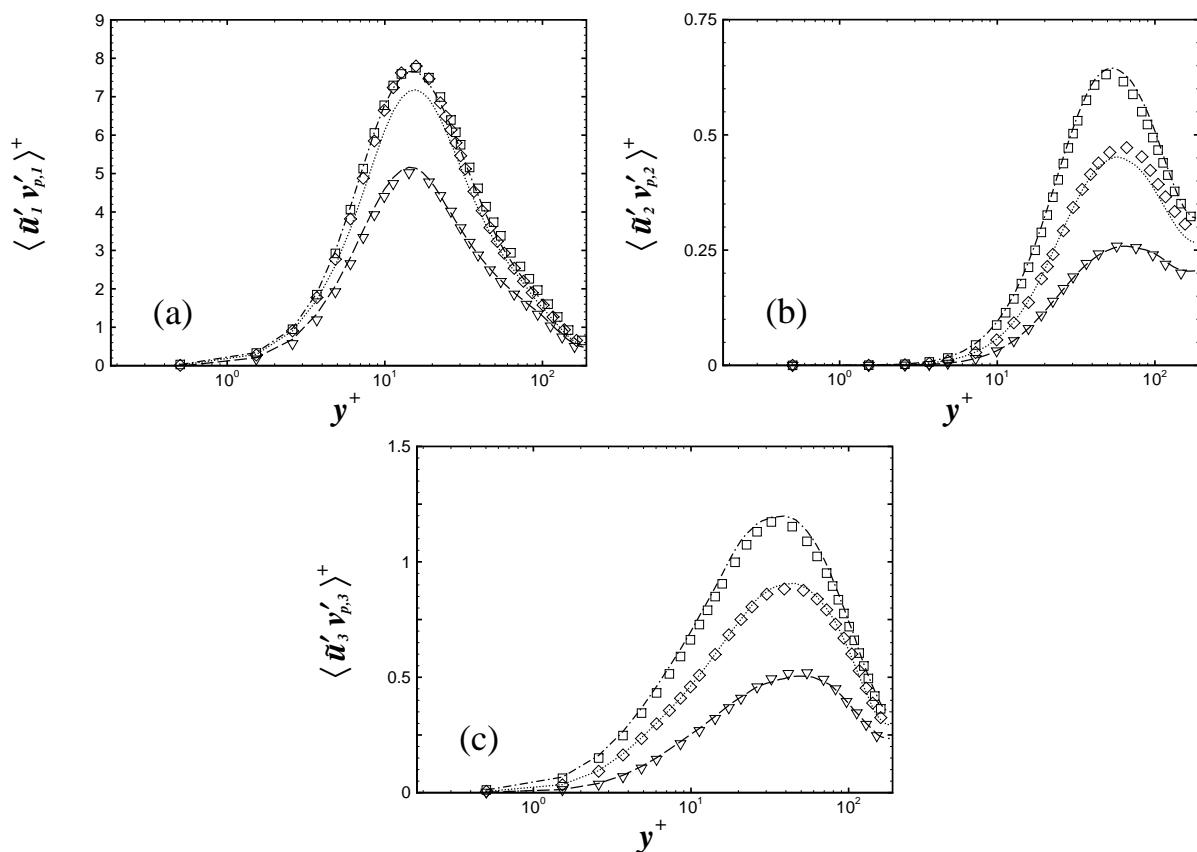 9
8
7
6
5
4
3
2
1
0
⟨ ũ′₁ v′ₚ,₁ ⟩⁺
(a)
10⁰ 10¹ 10²
y⁺
1
0.75
0.5
0.25
0
⟨ ũ′₂ v′ₚ,₂ ⟩⁺
(b)
10⁰ 10¹ 10²
y⁺
1.5
1
0.5
0
⟨ ũ′₃ v′ₚ,₃ ⟩⁺
(c)
10⁰ 10¹ 10²
y⁺